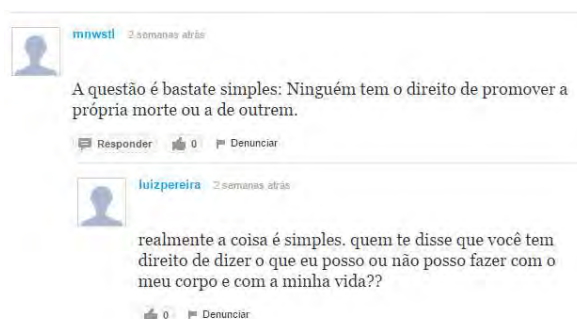 mnwstl 2 semanas atrás
A questão é bastate simples: Ninguém tem o direito de promover a
própria morte ou a de outrem.
Responder 0 Denunciar
luizpereira 2 semanas atrás
realmente a coisa é simples. quem te disse que você tem
direito de dizer o que eu posso ou não posso fazer com o
meu corpo e com a minha vida??
0 Denunciar